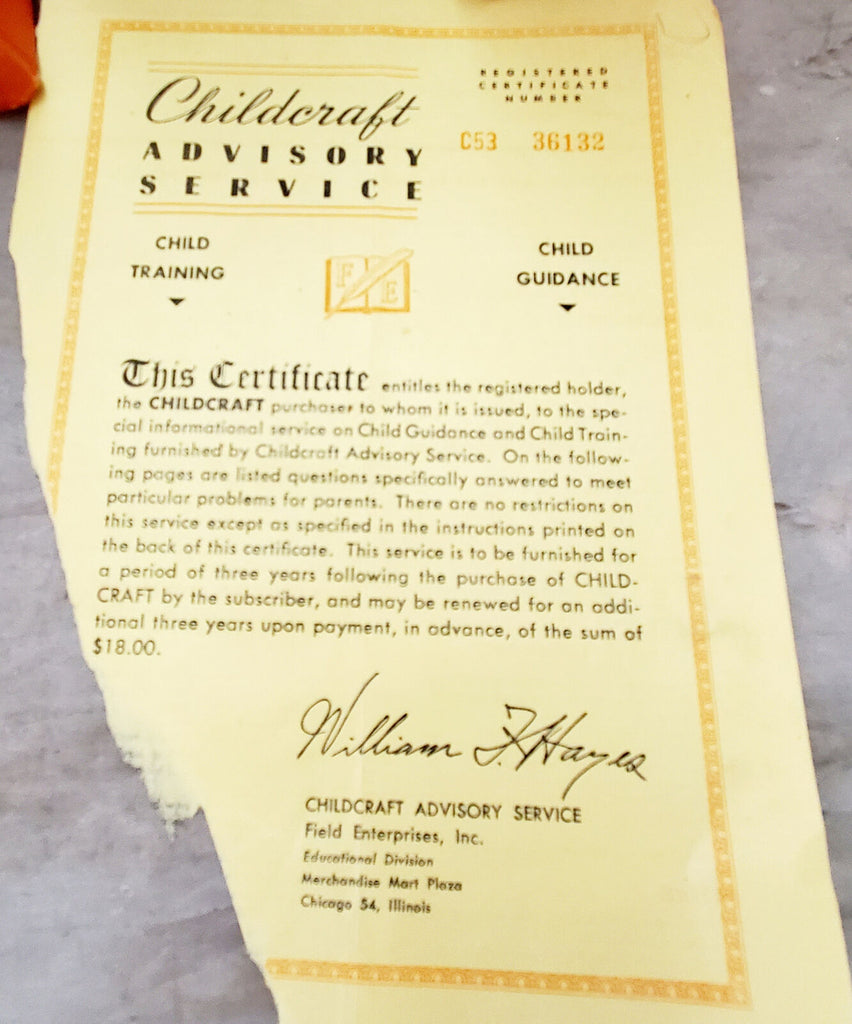 Childcraft
ADVISORY
SERVICE
REGISTERED
CERTIFICATE
NUMBER
C53 36132
CHILD
TRAINING
F E
CHILD
GUIDANCE
This Certificate entitles the registered holder,
the CHILDCRAFT purchaser to whom it is issued, to the spe-
cial informational service on Child Guidance and Child Train-
ing furnished by Childcraft Advisory Service. On the follow-
ing pages are listed questions specifically answered to meet
particular problems for parents. There are no restrictions on
this service except as specified in the instructions printed on
the back of this certificate. This service is to be furnished for
a period of three years following the purchase of CHILD-
CRAFT by the subscriber, and may be renewed for an addi-
tional three years upon payment, in advance, of the sum of
$18.00.
William F. Hayes
CHILDCRAFT ADVISORY SERVICE
Field Enterprises, Inc.
Educational Division
Merchandise Mart Plaza
Chicago 54, Illinois